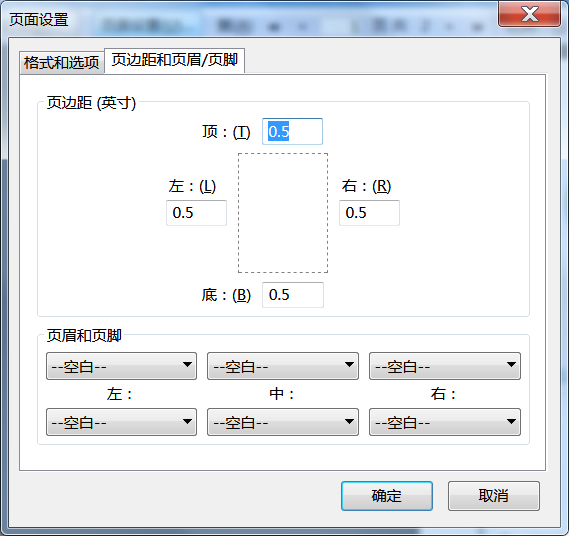 页面设置
格式和选项 页边距和页眉/页脚
页边距 (英寸)
顶：(T) 0.5
左：(L) 右：(R)
0.5 0.5
底：(B) 0.5
页眉和页脚
--空白-- --空白-- --空白--
左： 中： 右：
--空白-- --空白-- --空白--
确定 取消